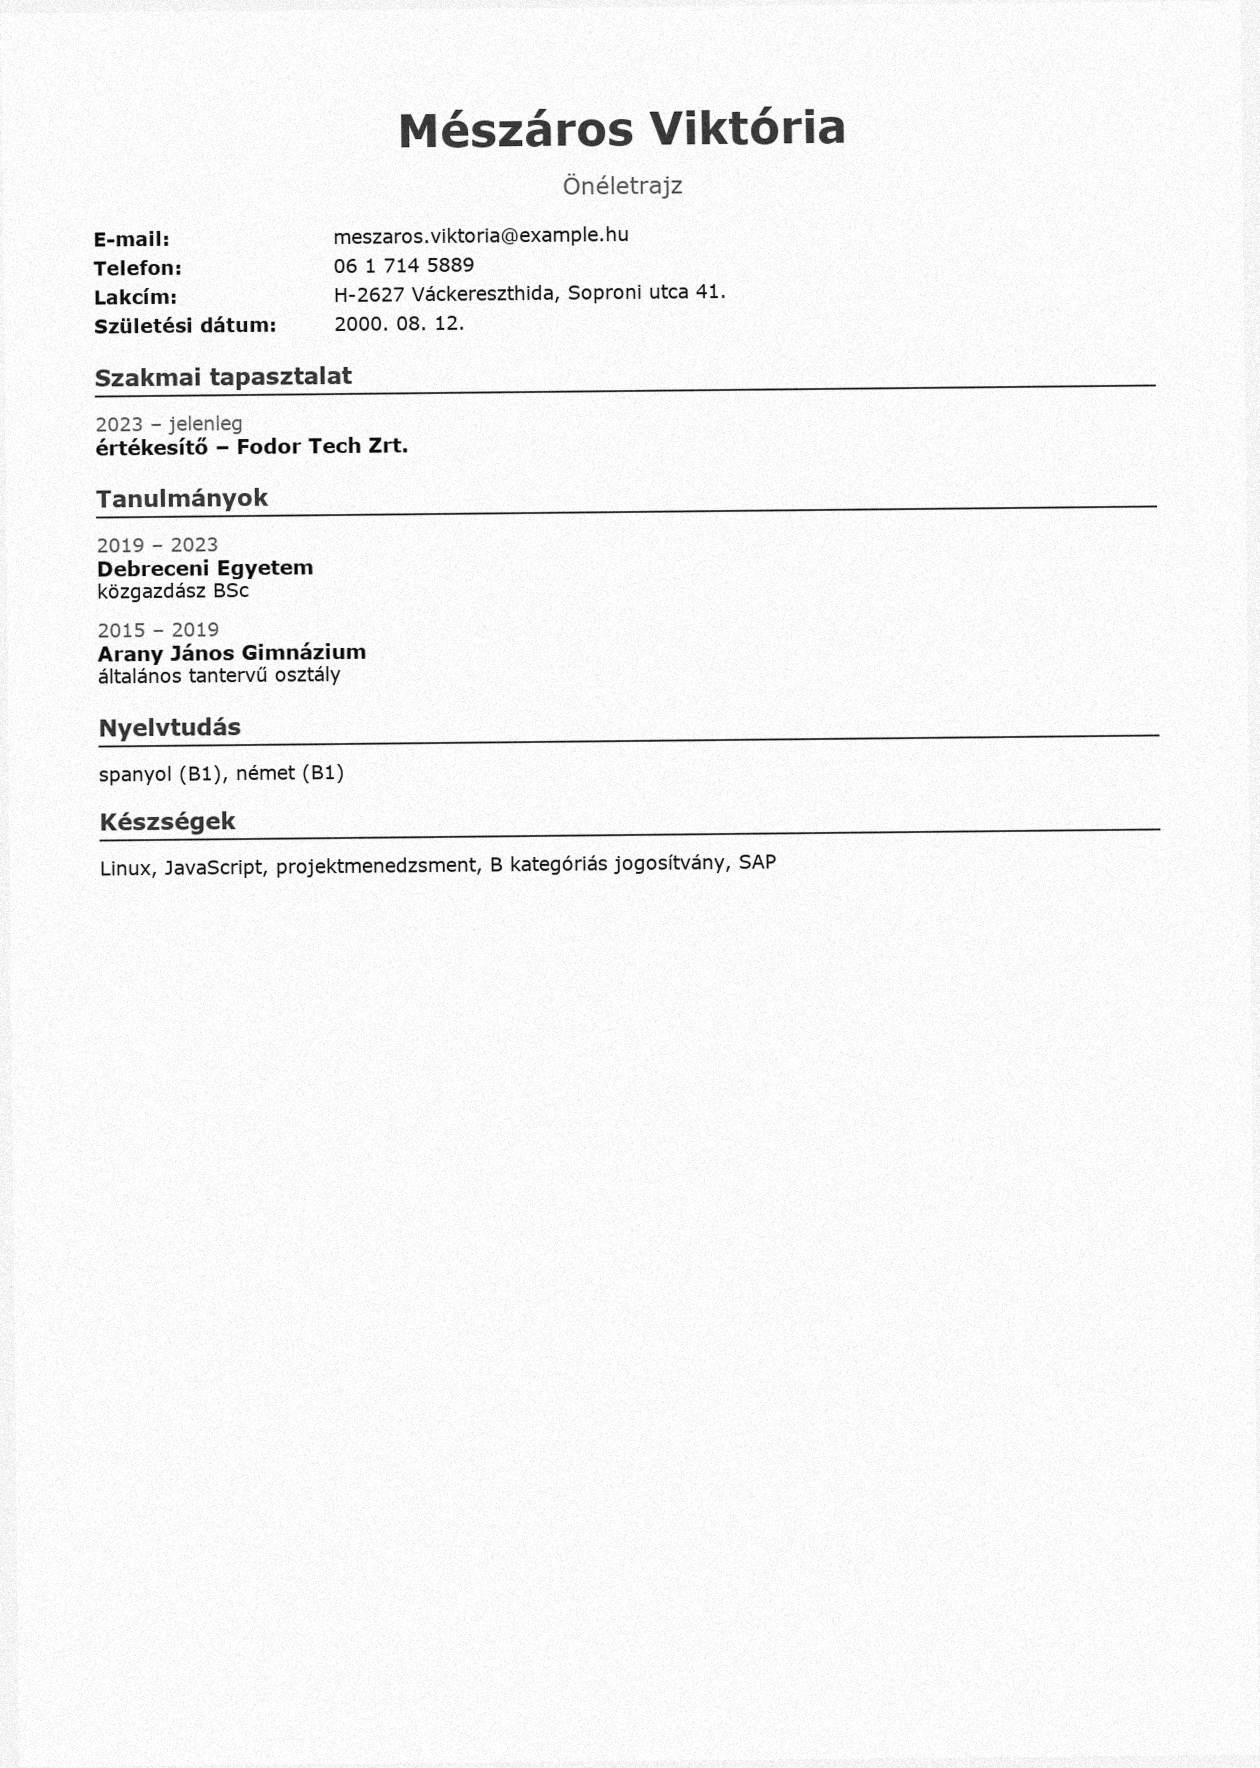 Mészáros Viktória
Önéletrajz
E-mail: meszaros.viktoria@example.hu
Telefon: 06 1 714 5889
Lakcím: H-2627 Váckereszthida, Soproni utca 41.
Születési dátum: 2000. 08. 12.
Szakmai tapasztalat
2023 – jelenleg
értékesítő – Fodor Tech Zrt.
Tanulmányok
2019 – 2023
Debreceni Egyetem
közgazdász BSc
2015 – 2019
Arany János Gimnázium
általános tantervű osztály
Nyelvtudás
spanyol (B1), német (B1)
Készségek
Linux, JavaScript, projektmenedzsment, B kategóriás jogosítvány, SAP